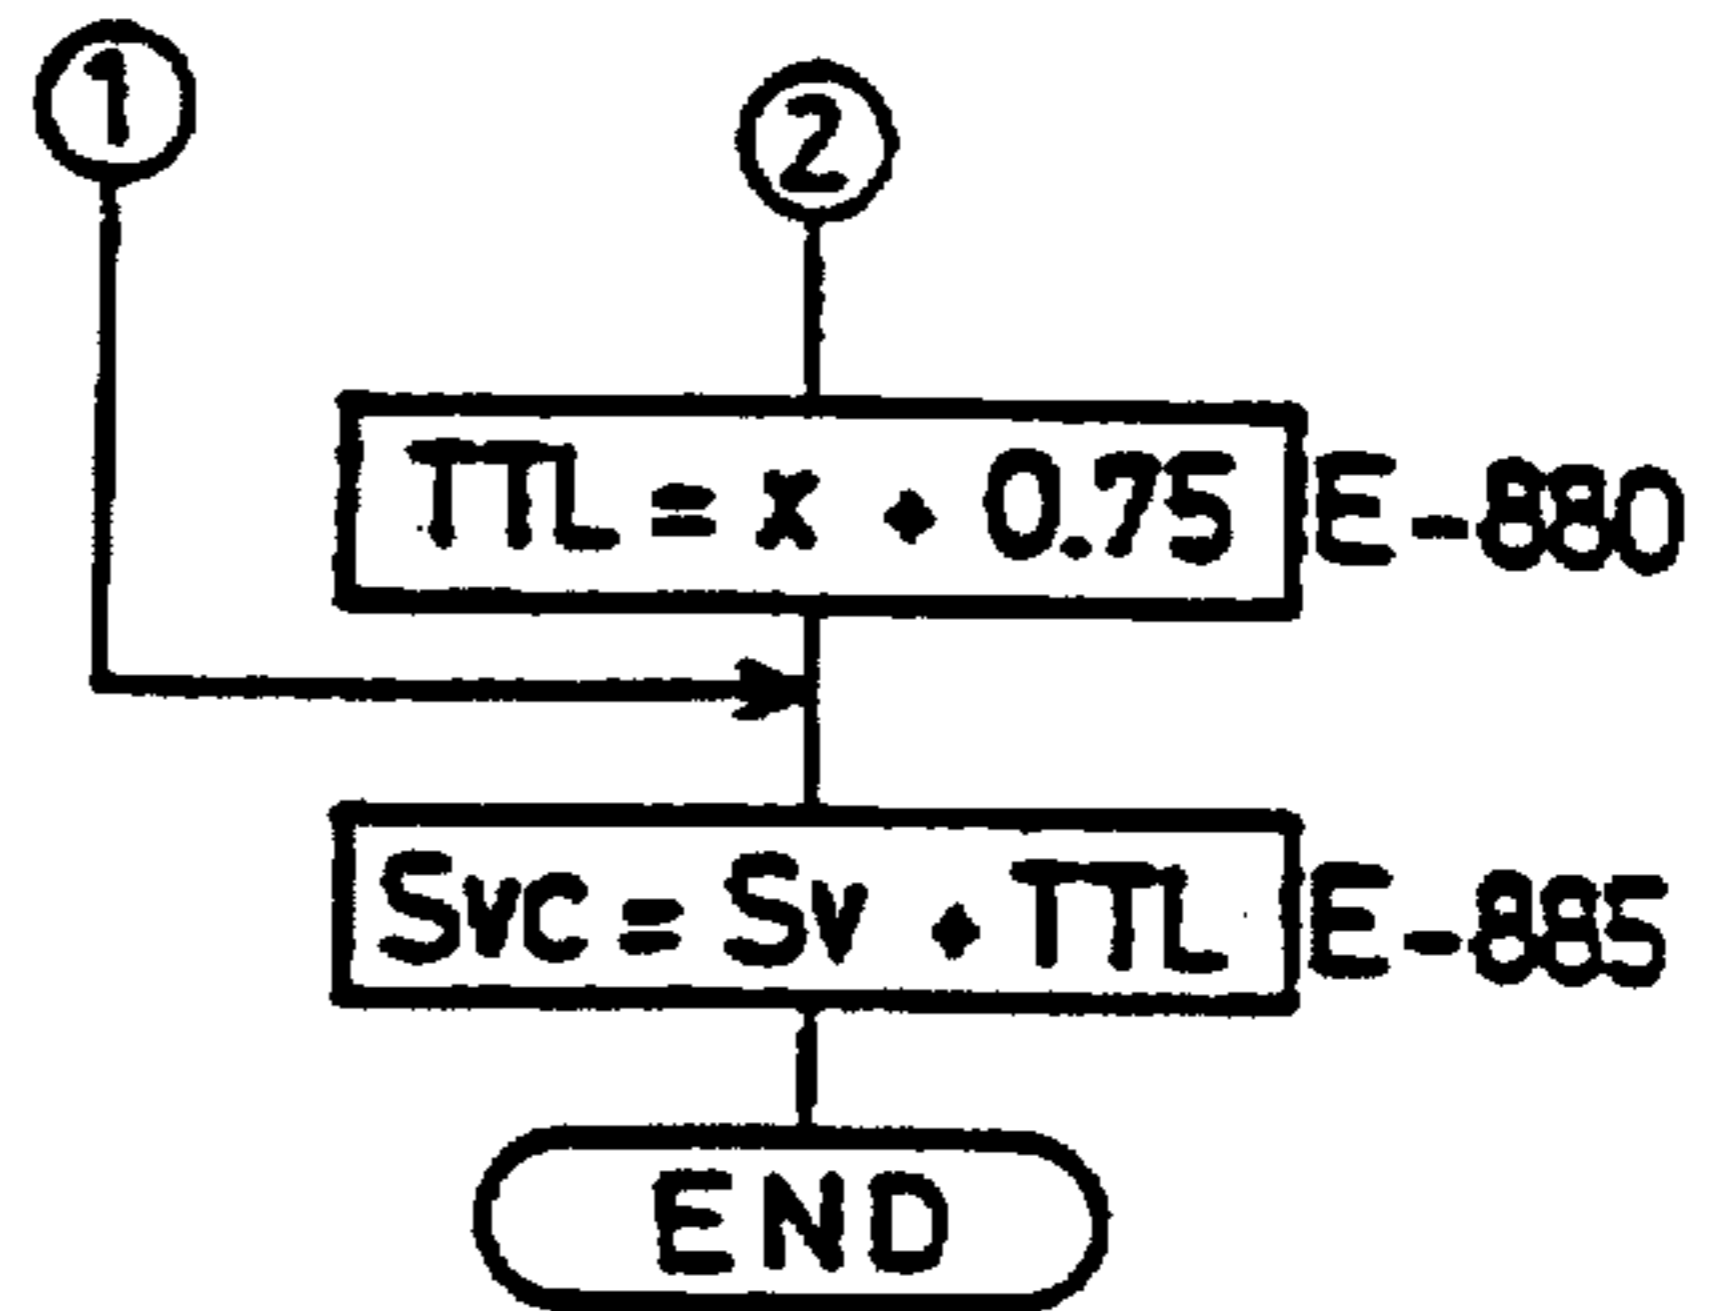 1
2
TTL = x + 0.75 E-880
Svc = Sv + TTL E-885
END